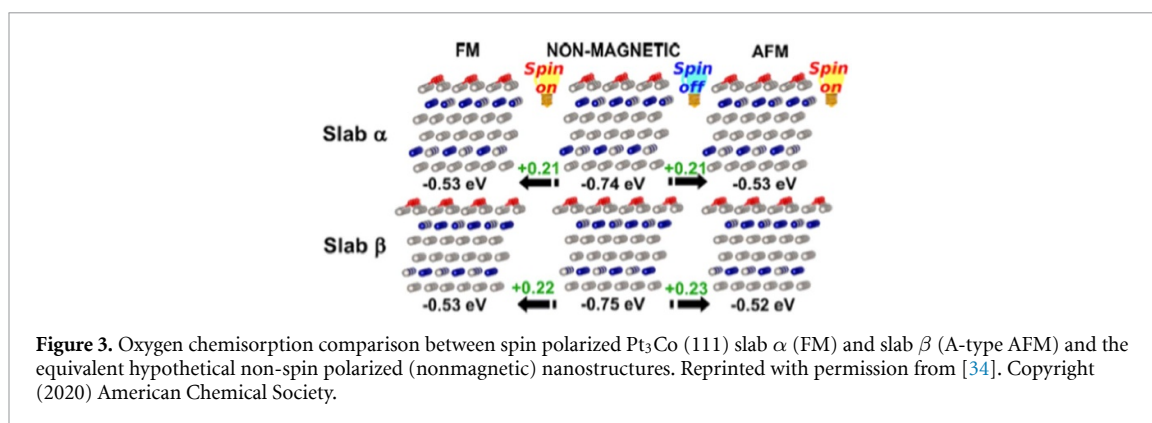 FM NON-MAGNETIC AFM
Spin on Spin off Spin on
Slab α
+0.21 +0.21
-0.53 eV -0.74 eV -0.53 eV
Slab β
+0.22 +0.23
-0.53 eV -0.75 eV -0.52 eV
Figure 3. Oxygen chemisorption comparison between spin polarized Pt₃Co (111) slab α (FM) and slab β (A-type AFM) and the
equivalent hypothetical non-spin polarized (nonmagnetic) nanostructures. Reprinted with permission from [34]. Copyright
(2020) American Chemical Society.